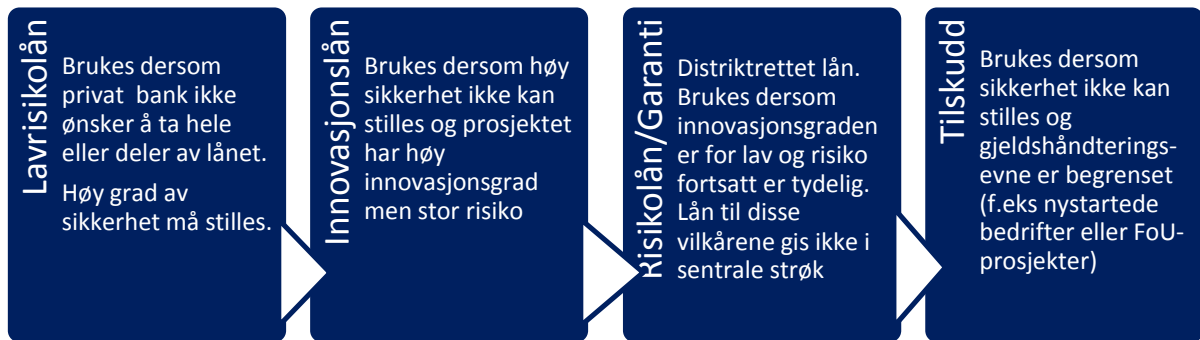 Lavrisikolån
Brukes dersom
privat bank ikke
ønsker å ta hele
eller deler av lånet.
Høy grad av
sikkerhet må stilles.
Innovasjonslån
Brukes dersom høy
sikkerhet ikke kan
stilles og prosjektet
har høy
innovasjonsgrad
men stor risiko
Risikolån/Garanti
Distriktrettet lån.
Brukes dersom
innovasjonsgraden
er for lav og risiko
fortsatt er tydelig.
Lån til disse
vilkårene gis ikke i
sentrale strøk
Tilskudd
Brukes dersom
sikkerhet ikke kan
stilles og
gjeldshåndterings-
evne er begrenset
(f.eks nystartede
bedrifter eller FoU-
prosjekter)